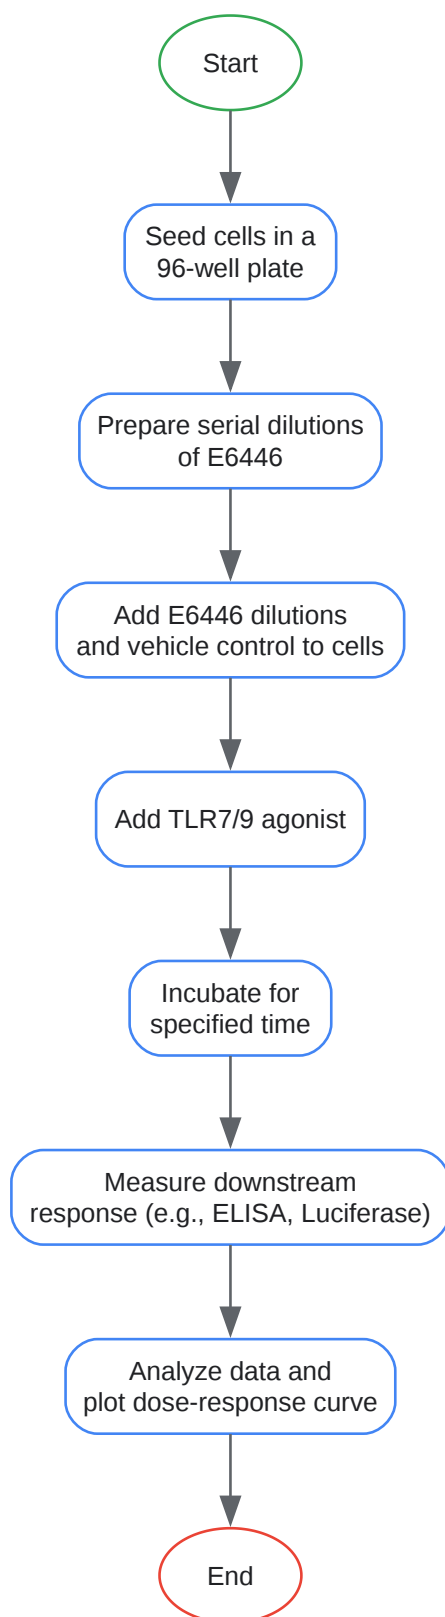 Start
Seed cells in a
96-well plate
Prepare serial dilutions
of E6446
Add E6446 dilutions
and vehicle control to cells
Add TLR7/9 agonist
Incubate for
specified time
Measure downstream
response (e.g., ELISA, Luciferase)
Analyze data and
plot dose-response curve
End